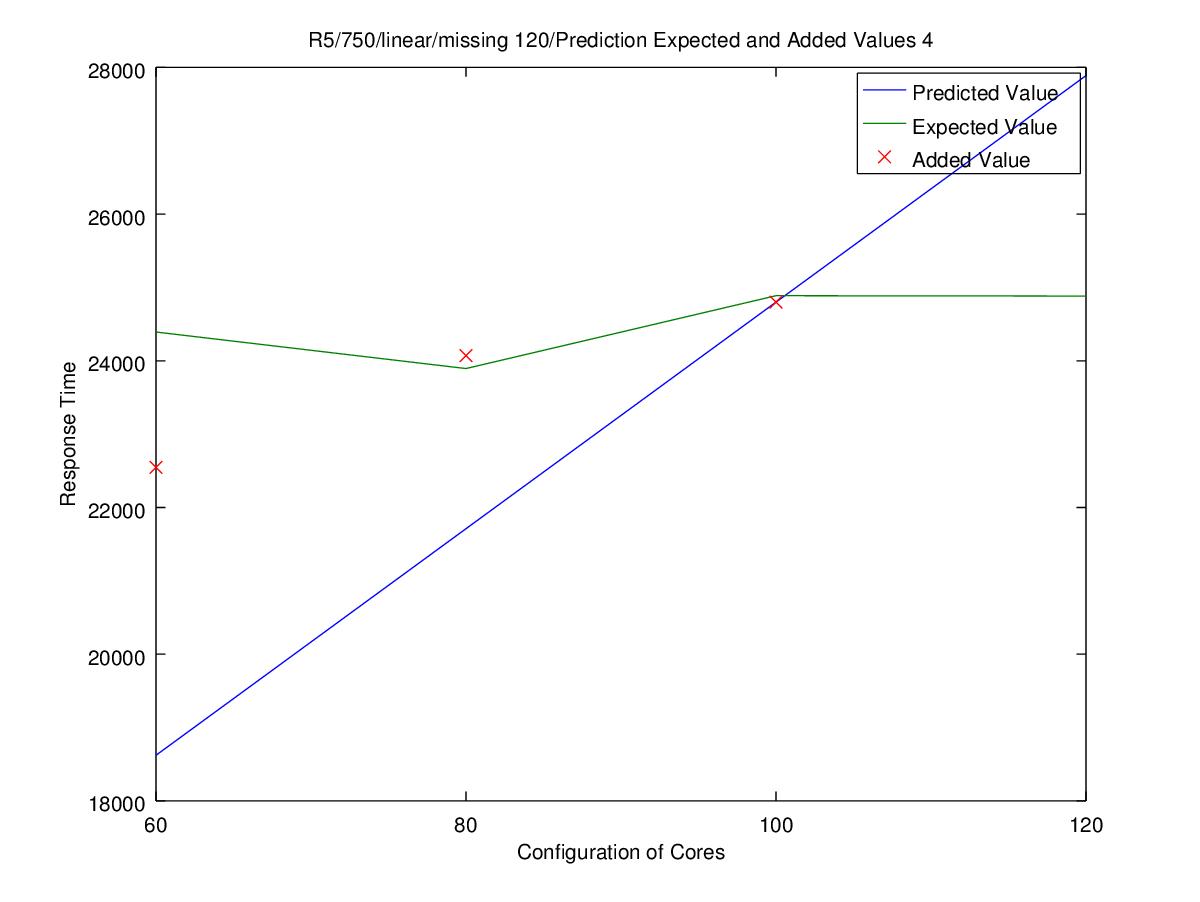 R5/750/linear/missing 120/Prediction Expected and Added Values 4
28000
26000
24000
22000
20000
18000
Response Time
Predicted Value
Expected Value
Added Value
60
80
100
120
Configuration of Cores